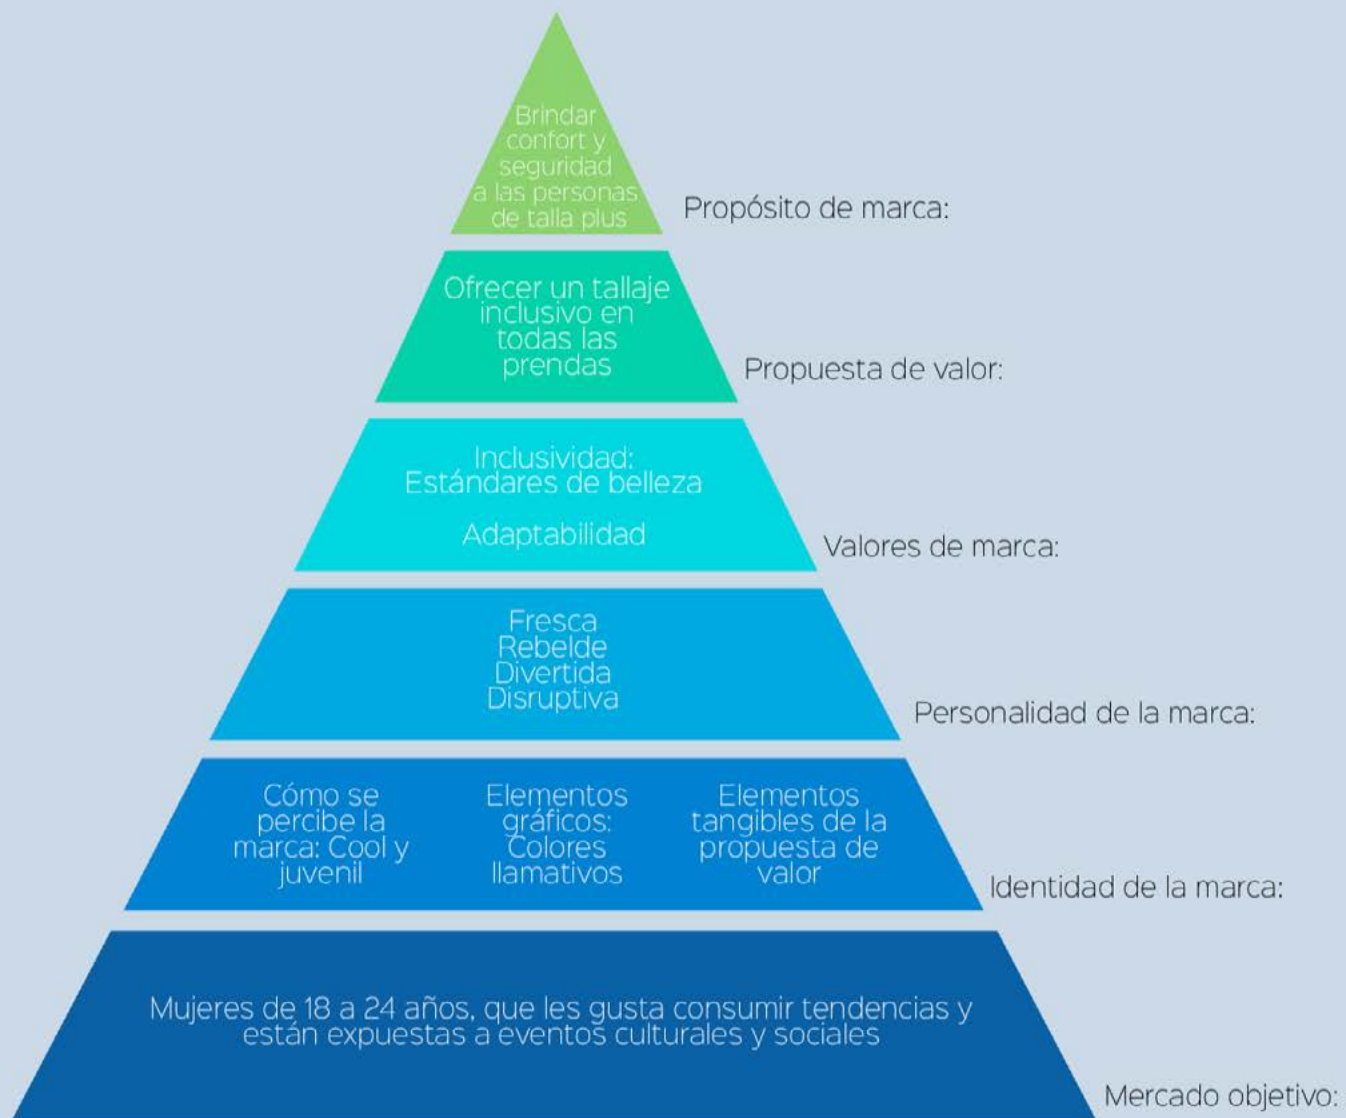 Brindar
confort y
seguridad
a las personas
de talla plus
Propósito de marca:
Ofrecer un tallaje
inclusivo en
todas las
prendas
Propuesta de valor:
Inclusividad:
Estándares de belleza
Adaptabilidad
Valores de marca:
Fresca
Rebelde
Divertida
Disruptiva
Personalidad de la marca:
Cómo se
percibe la
marca: Cool y
juvenil
Elementos
gráficos:
Colores
llamativos
Elementos
tangibles de la
propuesta de
valor
Identidad de la marca:
Mujeres de 18 a 24 años, que les gusta consumir tendencias y
están expuestas a eventos culturales y sociales
Mercado objetivo: